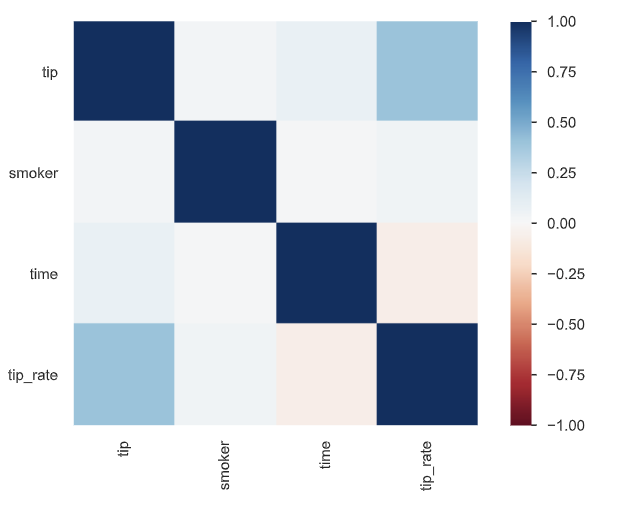 tip
smoker
time
tip_rate
tip
smoker
time
tip_rate
1.00
0.75
0.50
0.25
0.00
−0.25
−0.50
−0.75
−1.00